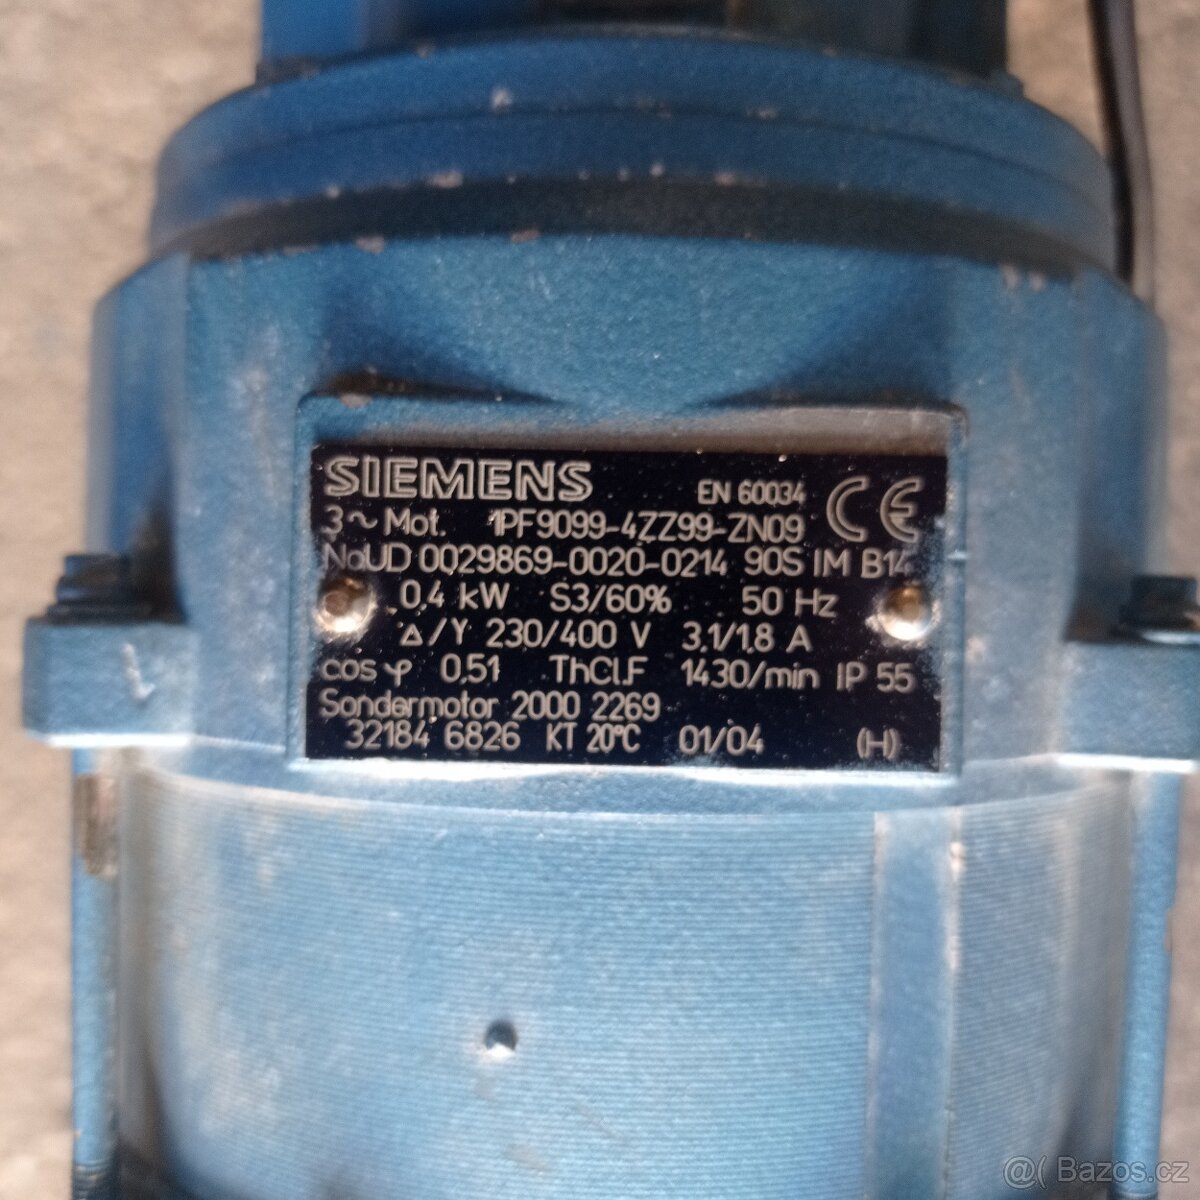 SIEMENS EN 60034 CE
3~ Mot. 1PF9099-4ZZ99-ZN09
NoUD 0029869-0020-0214 90S IM B14
0,4 kW S3/60% 50 Hz
Δ/Y 230/400 V 3,1/1,8 A
cos φ 0,51 ThCl.F 1430/min IP 55
Sondermotor 2000 2269
32184 6826 KT 20°C 01/04 (H)
@( Bazos.cz